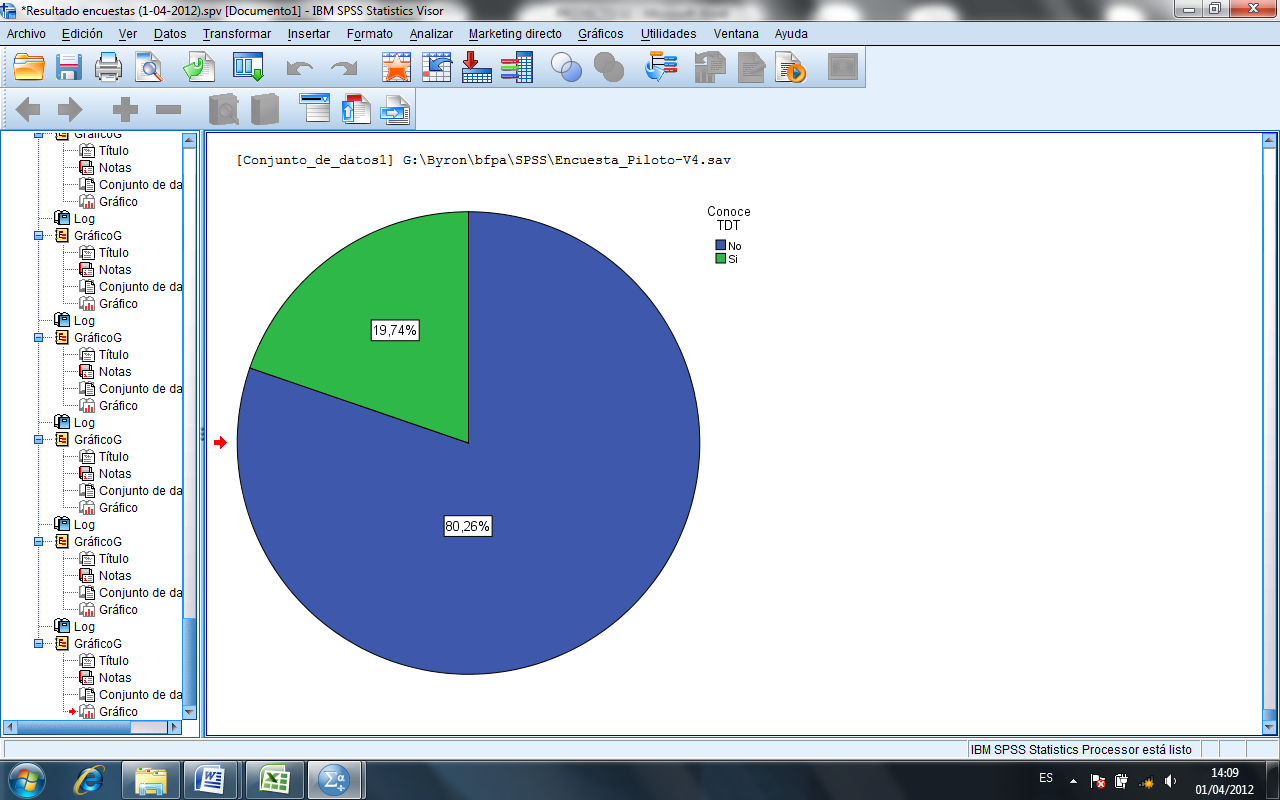 *Resultado encuestas (1-04-2012).spv [Documento1] - IBM SPSS Statistics Visor
Archivo Edición Ver Datos Transformar Insertar Formato Analizar Marketing directo Gráficos Utilidades Ventana Ayuda
GráficoG
Título
Notas
Conjunto de da
Gráfico
Log
GráficoG
Título
Notas
Conjunto de da
Gráfico
Log
GráficoG
Título
Notas
Conjunto de da
Gráfico
Log
GráficoG
Título
Notas
Conjunto de da
Gráfico
Log
GráficoG
Título
Notas
Conjunto de da
Gráfico
Log
GráficoG
Título
Notas
Conjunto de da
Gráfico
[Conjunto_de_datos1] G:\Byron\bfpa\SPSS\Encuesta_Piloto-V4.sav
Conoce
TDT
No
Si
19,74%
80,26%
IBM SPSS Statistics Processor está listo
ES
14:09
01/04/2012